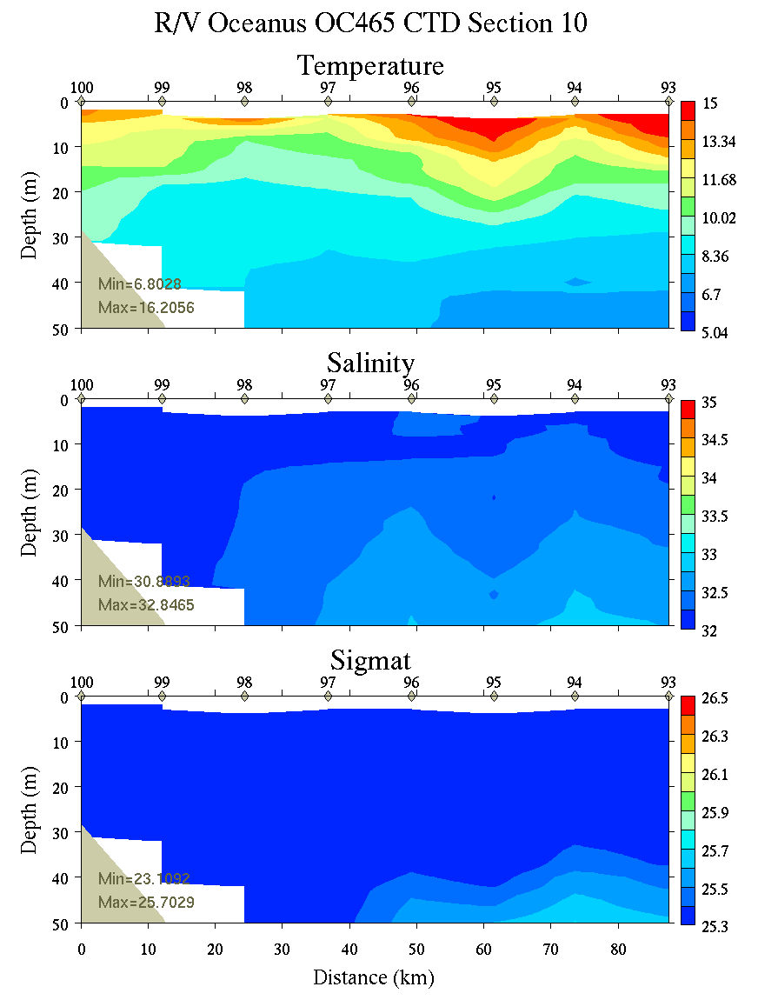 R/V Oceanus OC465 CTD Section 10
Temperature
100 99 98 97 96 95 94 93
0
10
20
30
40
50
Depth (m)
Min=6.8028
Max=16.2056
15
13.34
11.68
10.02
8.36
6.7
5.04
Salinity
100 99 98 97 96 95 94 93
0
10
20
30
40
50
Depth (m)
Min=30.8893
Max=32.8465
35
34.5
34
33.5
33
32.5
32
Sigmat
100 99 98 97 96 95 94 93
0
10
20
30
40
50
Depth (m)
Min=23.1092
Max=25.7029
26.5
26.3
26.1
25.9
25.7
25.5
25.3
0 10 20 30 40 50 60 70 80
Distance (km)